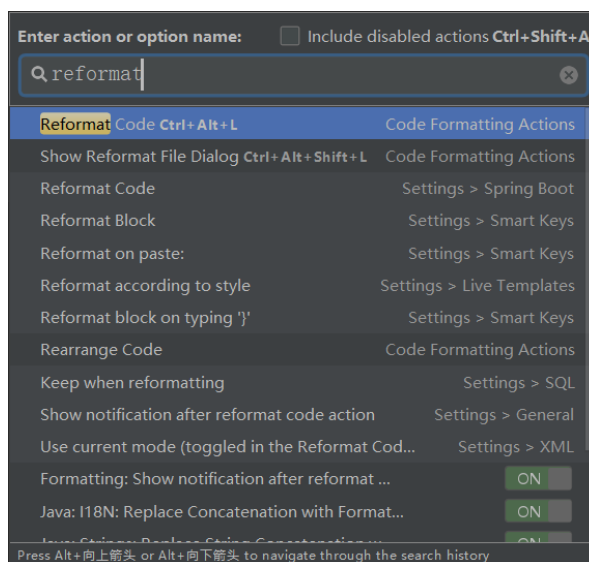 Enter action or option name: Include disabled actions Ctrl+Shift+A
reformat
Reformat Code Ctrl+Alt+L Code Formatting Actions
Show Reformat File Dialog Ctrl+Alt+Shift+L Code Formatting Actions
Reformat Code Settings > Spring Boot
Reformat Block Settings > Smart Keys
Reformat on paste: Settings > Smart Keys
Reformat according to style Settings > Live Templates
Reformat block on typing '}' Settings > Smart Keys
Rearrange Code Code Formatting Actions
Keep when reformatting Settings > SQL
Show notification after reformat code action Settings > General
Use current mode (toggled in the Reformat Cod... Settings > XML
Formatting: Show notification after reformat ... ON
Java: I18N: Replace Concatenation with Format... ON
Java: Strings: Replace String Concatenation ON
Press Alt+向上箭头 or Alt+向下箭头 to navigate through the search history